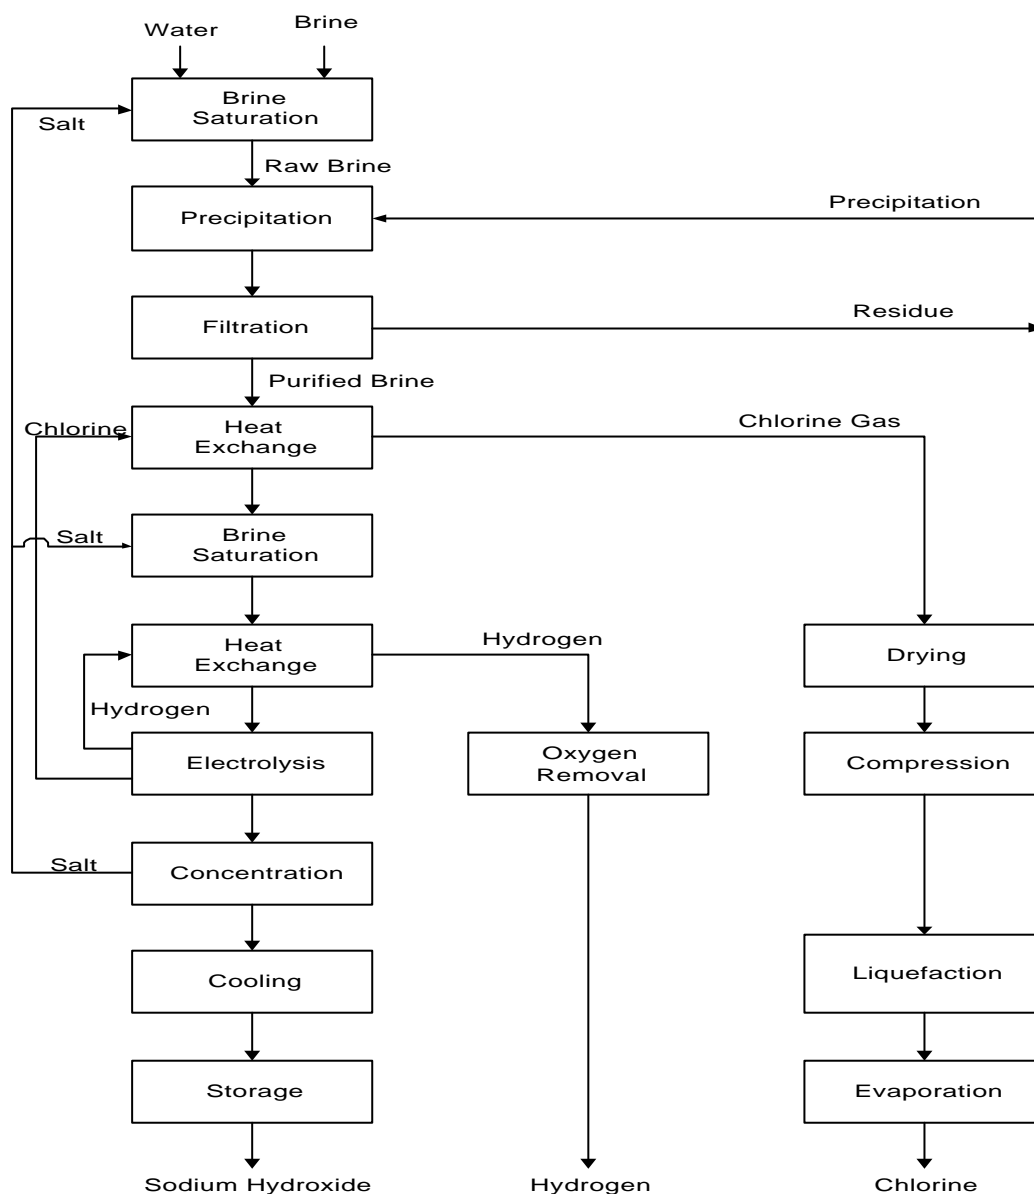 Water
Brine
Brine
Saturation
Salt
Raw Brine
Precipitation
Precipitation
Filtration
Residue
Purified Brine
Chlorine
Heat
Exchange
Chlorine Gas
Salt
Brine
Saturation
Heat
Exchange
Hydrogen
Drying
Hydrogen
Electrolysis
Oxygen
Removal
Compression
Salt
Concentration
Cooling
Liquefaction
Storage
Evaporation
Sodium Hydroxide
Hydrogen
Chlorine